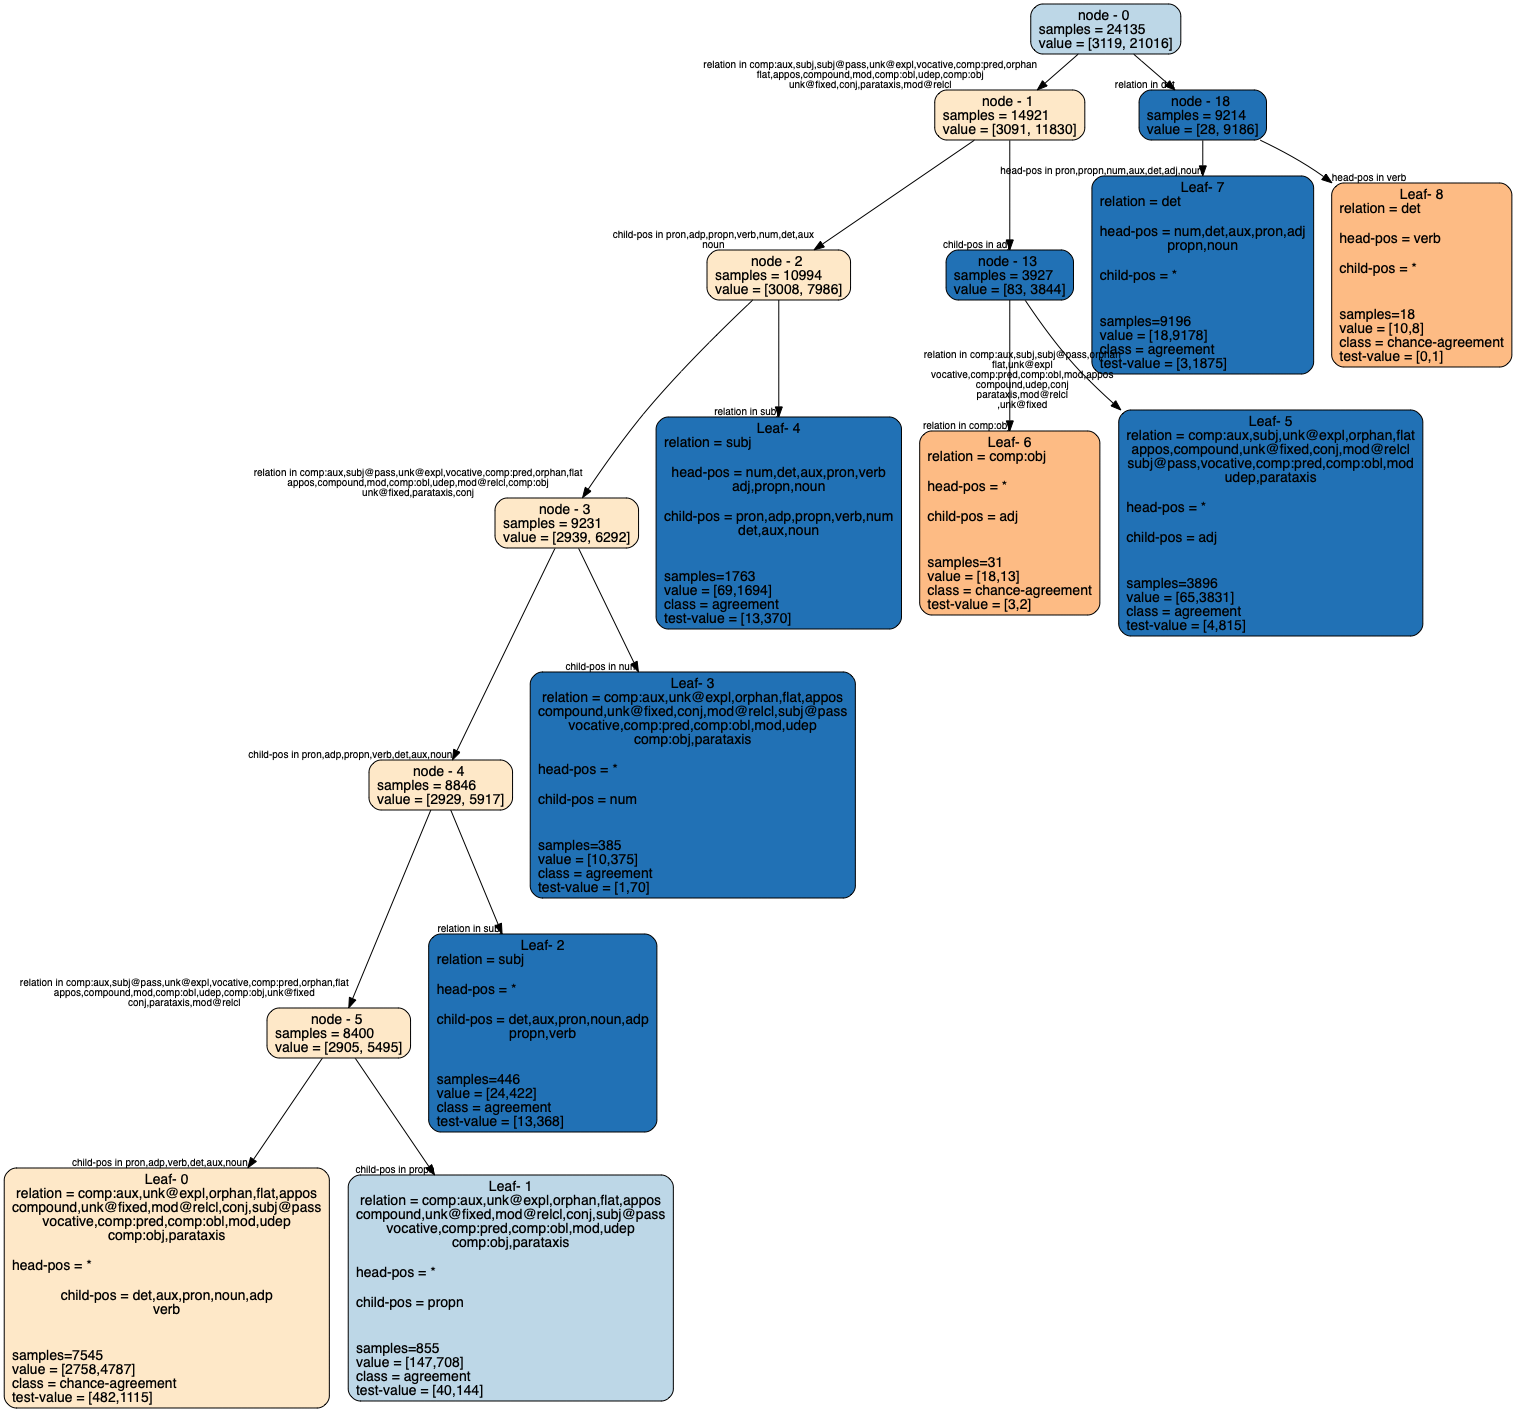 node - 0
samples = 24135
value = [3119, 21016]
relation in comp:aux,subj,subj@pass,unk@expl,vocative,comp:pred,orphan
flat,appos,compound,mod,comp:obl,udep,comp:obj
unk@fixed,conj,parataxis,mod@relcl
relation in det
node - 1
samples = 14921
value = [3091, 11830]
node - 18
samples = 9214
value = [28, 9186]
head-pos in pron,propn,num,aux,det,adj,noun
head-pos in verb
Leaf- 7
relation = det
head-pos = num,det,aux,pron,adj
propn,noun
child-pos = *
samples=9196
value = [18,9178]
class = agreement
test-value = [3,1875]
Leaf- 8
relation = det
head-pos = verb
child-pos = *
samples=18
value = [10,8]
class = chance-agreement
test-value = [0,1]
child-pos in pron,adp,propn,verb,num,det,aux
noun
child-pos in adj
node - 2
samples = 10994
value = [3008, 7986]
node - 13
samples = 3927
value = [83, 3844]
relation in comp:aux,subj,subj@pass,orphan
flat,unk@expl
vocative,comp:pred,comp:obl,mod,appos
compound,udep,conj
parataxis,mod@relcl
,unk@fixed
relation in subj
relation in comp:obj
Leaf- 4
relation = subj
head-pos = num,det,aux,pron,verb
adj,propn,noun
child-pos = pron,adp,propn,verb,num
det,aux,noun
samples=1763
value = [69,1694]
class = agreement
test-value = [13,370]
Leaf- 6
relation = comp:obj
head-pos = *
child-pos = adj
samples=31
value = [18,13]
class = chance-agreement
test-value = [3,2]
Leaf- 5
relation = comp:aux,subj,unk@expl,orphan,flat
appos,compound,unk@fixed,conj,mod@relcl
subj@pass,vocative,comp:pred,comp:obl,mod
udep,parataxis
head-pos = *
child-pos = adj
samples=3896
value = [65,3831]
class = agreement
test-value = [4,815]
relation in comp:aux,subj@pass,unk@expl,vocative,comp:pred,orphan,flat
appos,compound,mod,comp:obl,udep,mod@relcl,comp:obj
unk@fixed,parataxis,conj
node - 3
samples = 9231
value = [2939, 6292]
child-pos in num
Leaf- 3
relation = comp:aux,unk@expl,orphan,flat,appos
compound,unk@fixed,conj,mod@relcl,subj@pass
vocative,comp:pred,comp:obl,mod,udep
comp:obj,parataxis
head-pos = *
child-pos = num
samples=385
value = [10,375]
class = agreement
test-value = [1,70]
child-pos in pron,adp,propn,verb,det,aux,noun
node - 4
samples = 8846
value = [2929, 5917]
relation in subj
Leaf- 2
relation = subj
head-pos = *
child-pos = det,aux,pron,noun,adp
propn,verb
samples=446
value = [24,422]
class = agreement
test-value = [13,368]
relation in comp:aux,subj@pass,unk@expl,vocative,comp:pred,orphan,flat
appos,compound,mod,comp:obl,udep,comp:obj,unk@fixed
conj,parataxis,mod@relcl
node - 5
samples = 8400
value = [2905, 5495]
child-pos in pron,adp,verb,det,aux,noun
child-pos in propn
Leaf- 0
relation = comp:aux,unk@expl,orphan,flat,appos
compound,unk@fixed,mod@relcl,conj,subj@pass
vocative,comp:pred,comp:obl,mod,udep
comp:obj,parataxis
head-pos = *
child-pos = det,aux,pron,noun,adp
verb
samples=7545
value = [2758,4787]
class = chance-agreement
test-value = [482,1115]
Leaf- 1
relation = comp:aux,unk@expl,orphan,flat,appos
compound,unk@fixed,mod@relcl,conj,subj@pass
vocative,comp:pred,comp:obl,mod,udep
comp:obj,parataxis
head-pos = *
child-pos = propn
samples=855
value = [147,708]
class = agreement
test-value = [40,144]